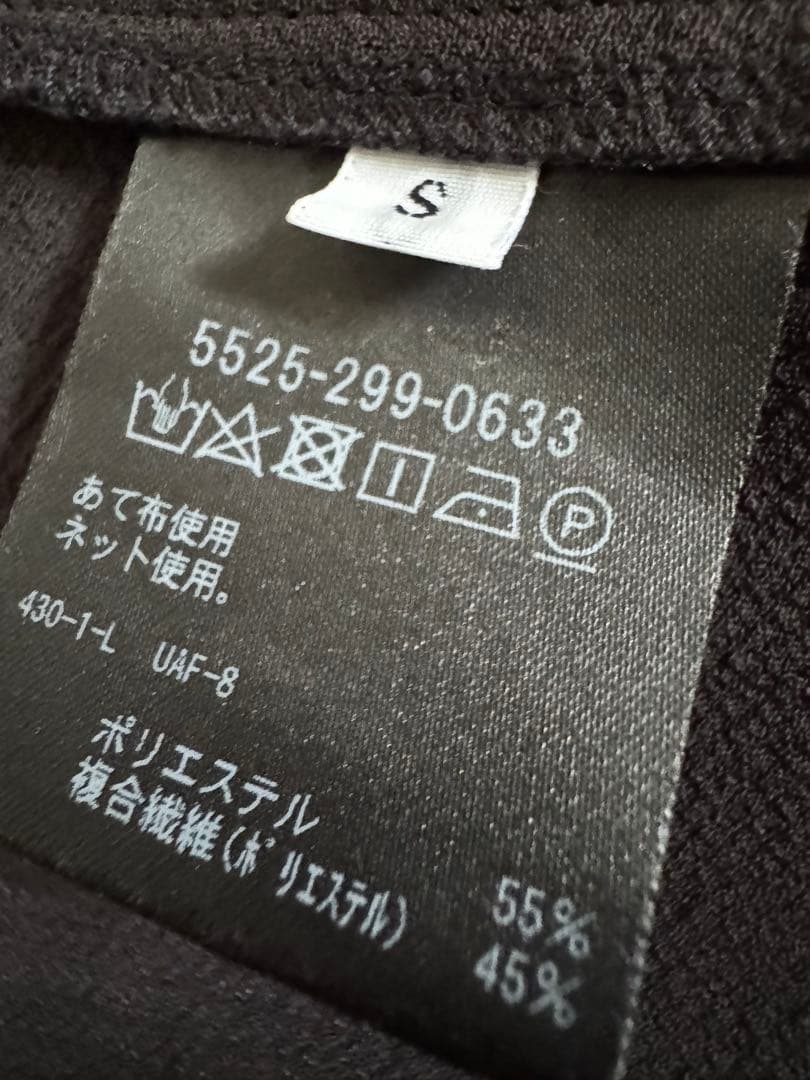 S
5525-299-0633
P
あて布使用
ネット使用。
430-1-L UAF-8
ポリエステル 55%
複合繊維(ポリエステル) 45%